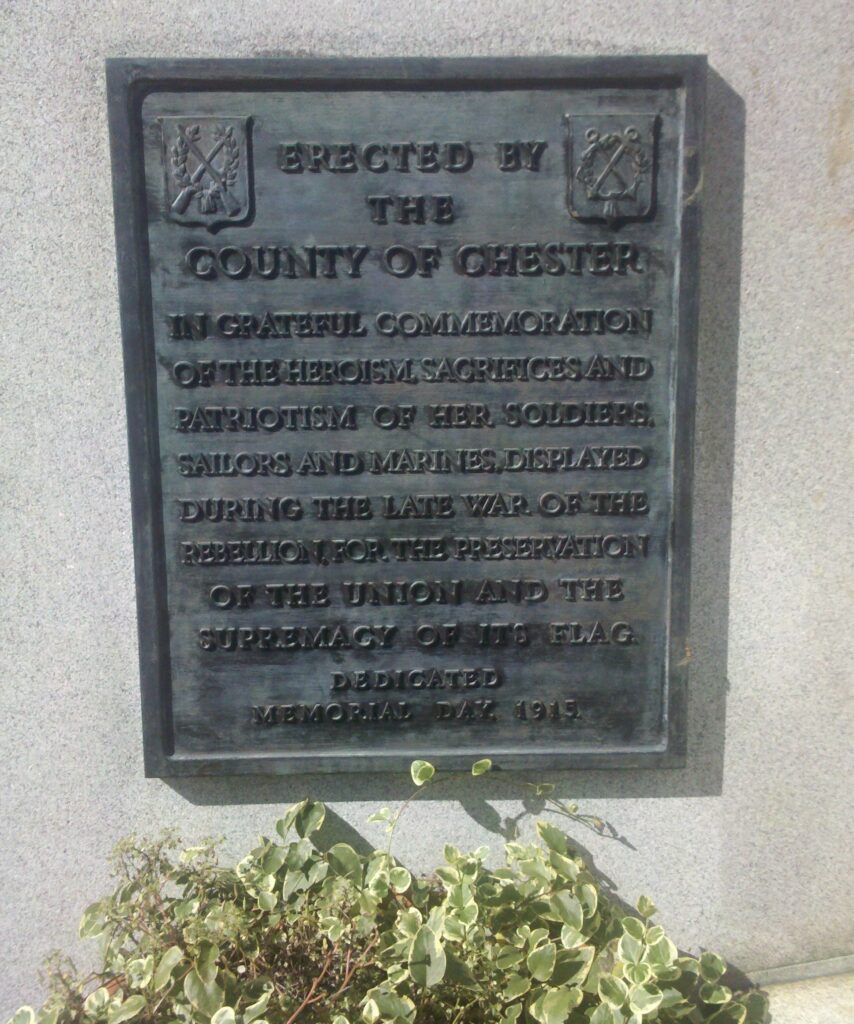 ERECTED BY
THE
COUNTY OF CHESTER
IN GRATEFUL COMMEMORATION
OF THE HEROISM, SACRIFICES AND
PATRIOTISM OF HER SOLDIERS,
SAILORS AND MARINES, DISPLAYED
DURING THE LATE WAR OF THE
REBELLION, FOR THE PRESERVATION
OF THE UNION AND THE
SUPREMACY OF ITS FLAG.
DEDICATED
MEMORIAL DAY, 1915.